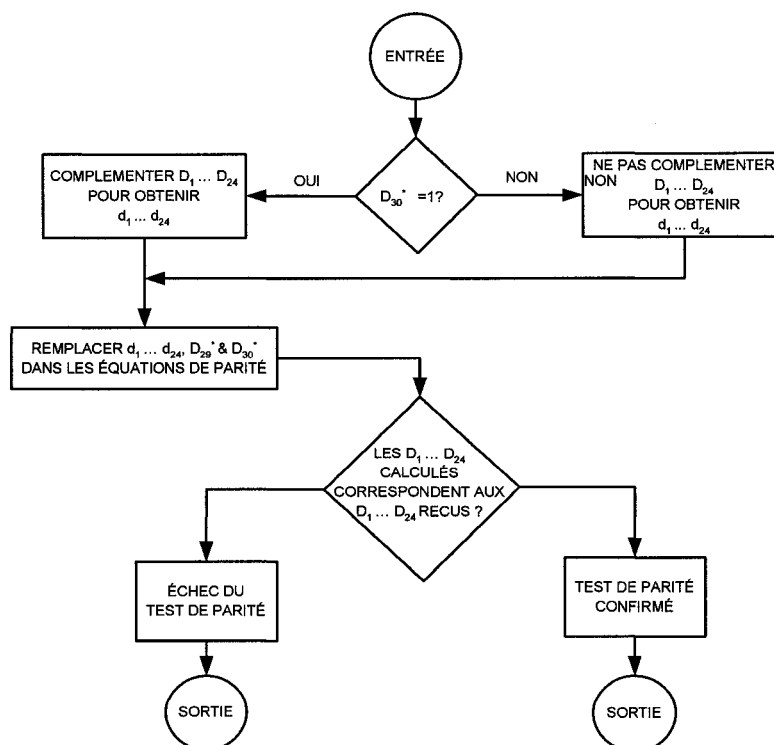 ENTRÉE
D₃₀* =1?
OUI
NON
COMPLEMENTER D₁ ... D₂₄
POUR OBTENIR
d₁ ... d₂₄
NE PAS COMPLEMENTER
NON
D₁ ... D₂₄
POUR OBTENIR
d₁ ... d₂₄
REMPLACER d₁ ... d₂₄, D₂₉* & D₃₀*
DANS LES ÉQUATIONS DE PARITÉ
LES D₁ ... D₂₄
CALCULÉS
CORRESPONDENT AUX
D₁ ... D₂₄ RECUS ?
ÉCHEC DU
TEST DE PARITÉ
TEST DE PARITÉ
CONFIRMÉ
SORTIE
SORTIE